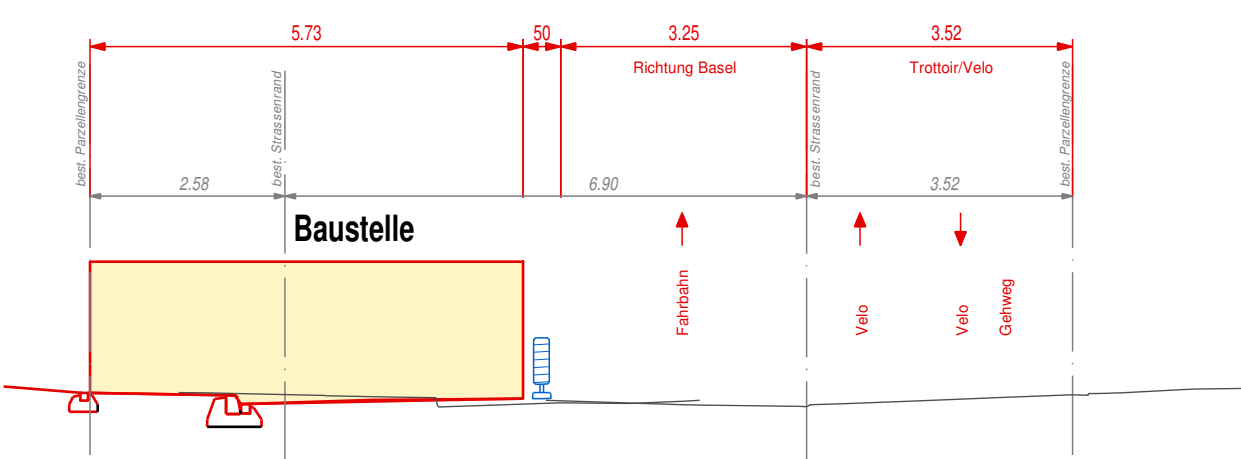 5.73
50
3.25
3.52
Richtung Basel
Trottoir/Velo
best. Parzellengrenze
best. Strassenrand
best. Strassenrand
best. Parzellengrenze
2.58
6.90
3.52
Baustelle
Fahrbahn
Velo
Velo
Gehweg